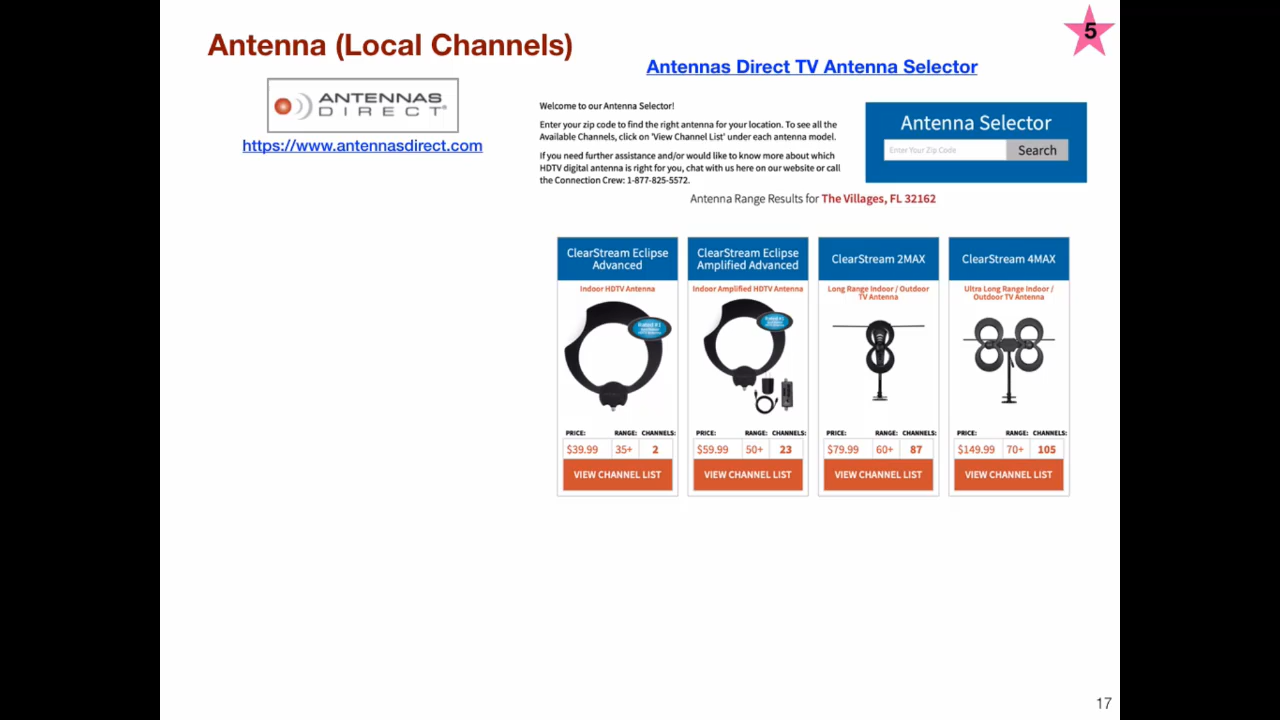 Antenna (Local Channels)
5
ANTENNAS
DIRECT
https://www.antennasdirect.com
Antennas Direct TV Antenna Selector
Welcome to our Antenna Selector!
Enter your zip code to find the right antenna for your location. To see all the
Available Channels, click on 'View Channel List' under each antenna model.
If you need further assistance and/or would like to know more about which
HDTV digital antenna is right for you, chat with us here on our website or call
the Connection Crew: 1-877-825-5572.
Antenna Selector
Enter Your Zip Code
Search
Antenna Range Results for The Villages, FL 32162
ClearStream Eclipse
Advanced
Indoor HDTV Antenna
Rated #1
PRICE: RANGE: CHANNELS:
$39.99 35+ 2
VIEW CHANNEL LIST
ClearStream Eclipse
Amplified Advanced
Indoor Amplified HDTV Antenna
Rated #1
PRICE: RANGE: CHANNELS:
$59.99 50+ 23
VIEW CHANNEL LIST
ClearStream 2MAX
Long Range Indoor / Outdoor
TV Antenna
PRICE: RANGE: CHANNELS:
$79.99 60+ 87
VIEW CHANNEL LIST
ClearStream 4MAX
Ultra Long Range Indoor /
Outdoor TV Antenna
PRICE: RANGE: CHANNELS:
$149.99 70+ 105
VIEW CHANNEL LIST
17